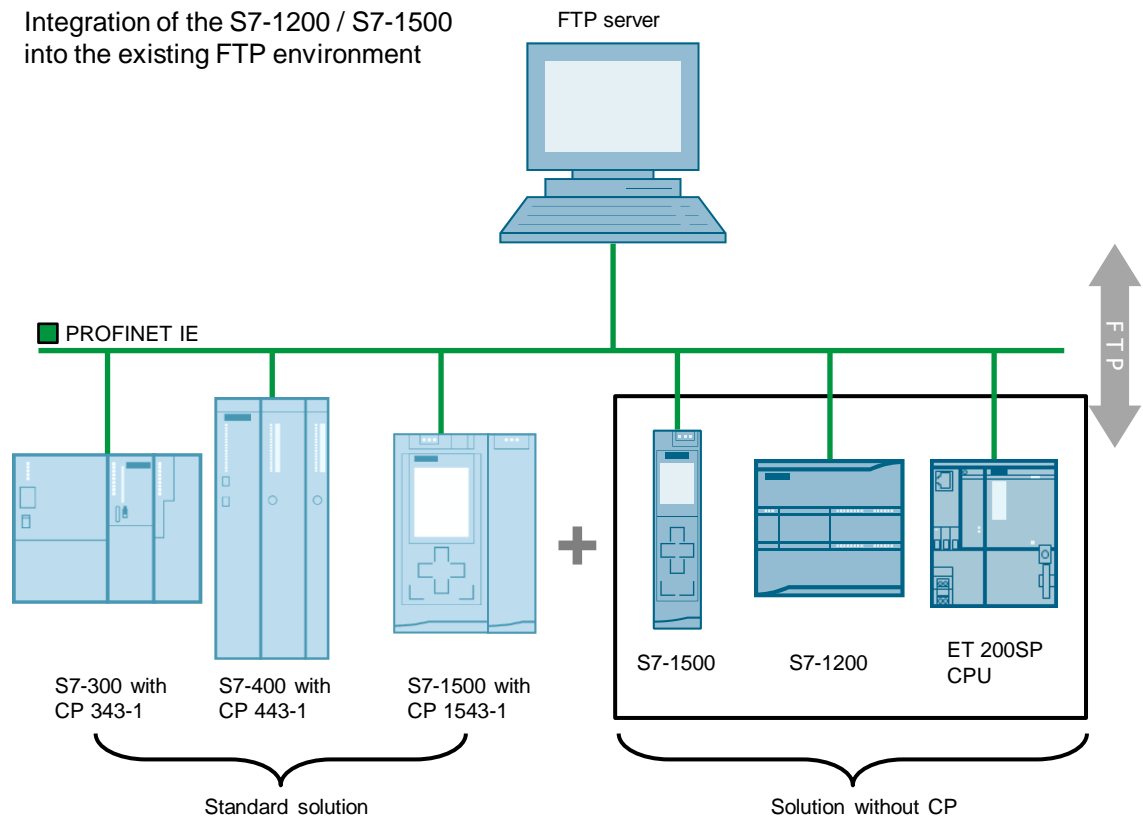 Integration of the S7-1200 / S7-1500
into the existing FTP environment
FTP server
PROFINET IE
FTP
S7-300 with
CP 343-1
S7-400 with
CP 443-1
S7-1500 with
CP 1543-1
S7-1500
S7-1200
ET 200SP
CPU
Standard solution
Solution without CP